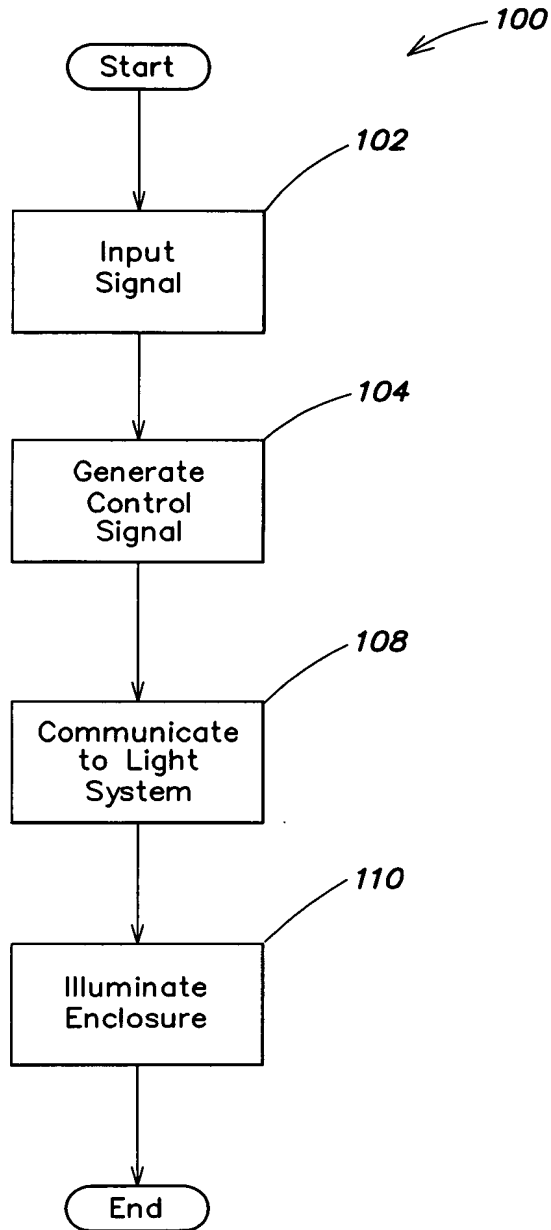 100
Start
102
Input
Signal
104
Generate
Control
Signal
108
Communicate
to Light
System
110
Illuminate
Enclosure
End